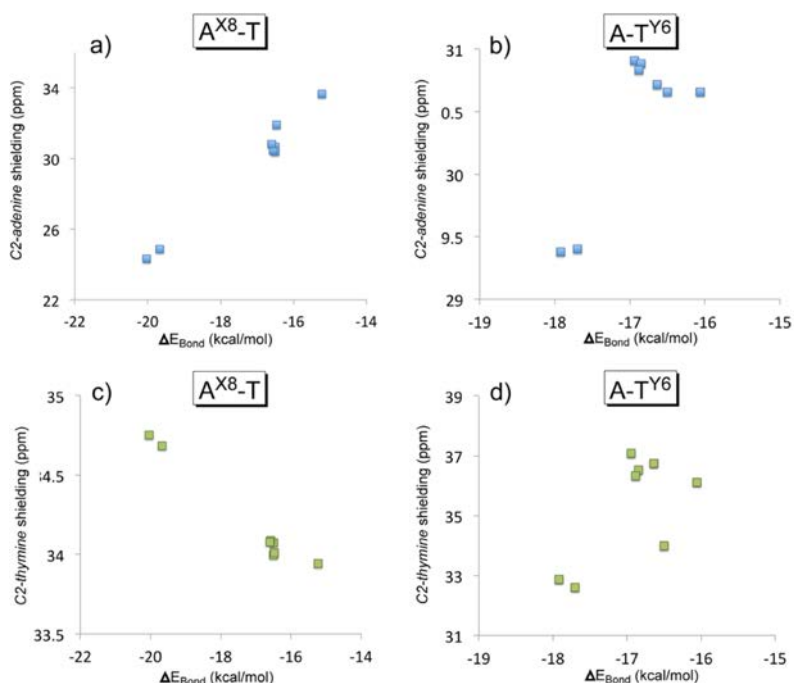 a) A^X8-T
C2-adenine shielding (ppm)
34
30
26
22
-22 -20 -18 -16 -14
ΔE_Bond (kcal/mol)
b) A-T^Y6
C2-adenine shielding (ppm)
31
0.5
30
9.5
29
-19 -18 -17 -16 -15
ΔE_Bond (kcal/mol)
c) A^X8-T
C2-thymine shielding (ppm)
35
34.5
34
33.5
-22 -20 -18 -16 -14
ΔE_Bond (kcal/mol)
d) A-T^Y6
C2-thymine shielding (ppm)
39
37
35
33
31
-19 -18 -17 -16 -15
ΔE_Bond (kcal/mol)